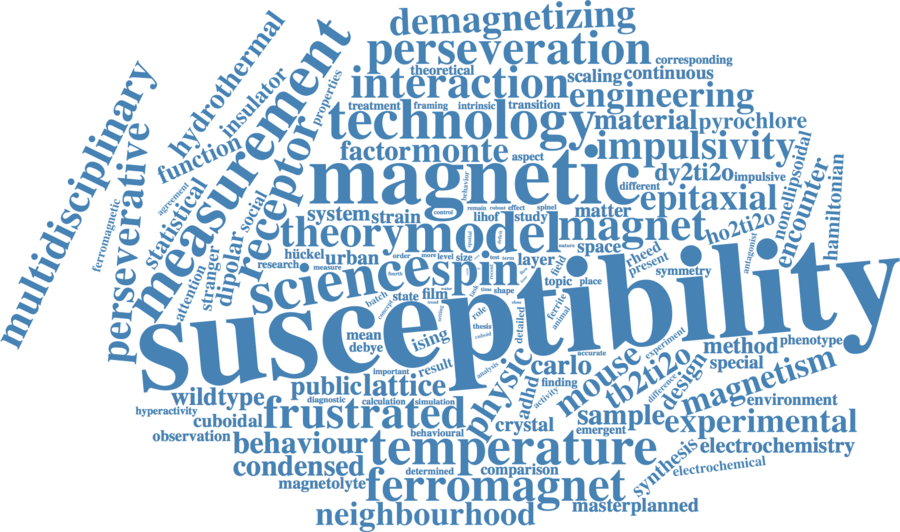 demagnetizing
perseveration
corresponding
theoretical
interaction
scaling
continuous
hydrothermal
insulator
properties
treatment
framing
intrinsic
transition
engineering
multidisciplinary
measurement
technology
material
pyrochlore
function
receptor
factor
monte
aspect
impulsivity
perseverative
agreement
statistical
social
magnetic
behavior
different
dy2ti2o
impulsive
nonellipsoidal
epitaxial
encounter
hamiltonian
ferromagnetic
stranger
dipolar
attention
system
strain
control
remain
robust
effect
spinel
lihof
study
matter
theory
model
magnet
ho2ti2o
antagonist
hückel
urban
order
more
level
size
test
term
layer
nature
space
rheed
present
field
symmetry
research
measure
science
spin
fourth
time
shape
topic
place
batch
concept
state
film
ferrite
animal
susceptibility
role
thesis
cuboid
detailed
mean
debye
ising
result
analysis
physic
carlo
accurate
experiment
method
phenotype
special
important
public
lattice
adhd
finding
activity
mouse
tb2ti2o
difference
design
magnetism
wildtype
diagnostic
calculation
simulation
environment
hyperactivity
cuboidal
frustrated
crystal
sample
experimental
observation
behaviour
behavioural
emergent
temperature
synthesis
electrochemistry
condensed
determined
comparison
electrochemical
magnetolyte
ferromagnet
masterplanned
neighbourhood